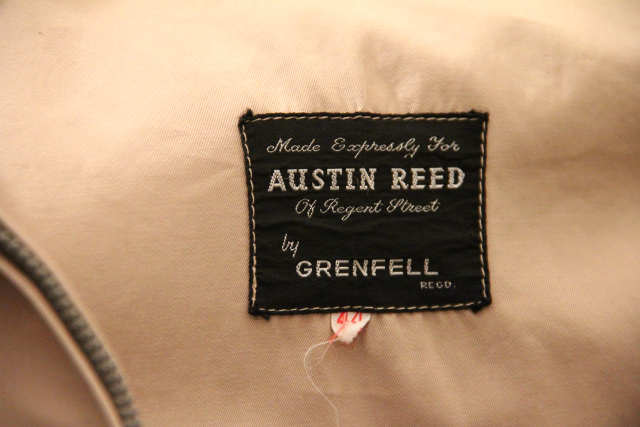 Made Expressly For
AUSTIN REED
Of Regent Street
by
GRENFELL
REGD.